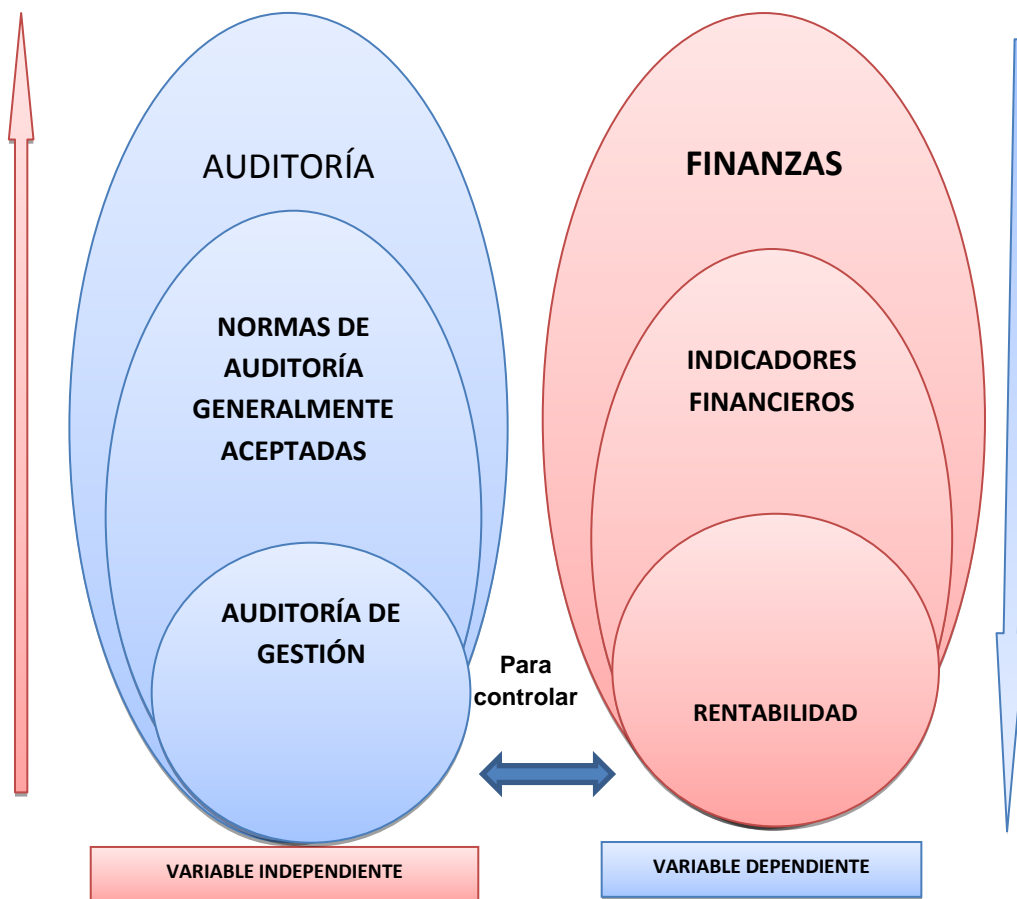 AUDITORÍA
NORMAS DE
AUDITORÍA
GENERALMENTE
ACEPTADAS
AUDITORÍA DE
GESTIÓN
Para
controlar
FINANZAS
INDICADORES
FINANCIEROS
RENTABILIDAD
VARIABLE INDEPENDIENTE
VARIABLE DEPENDIENTE